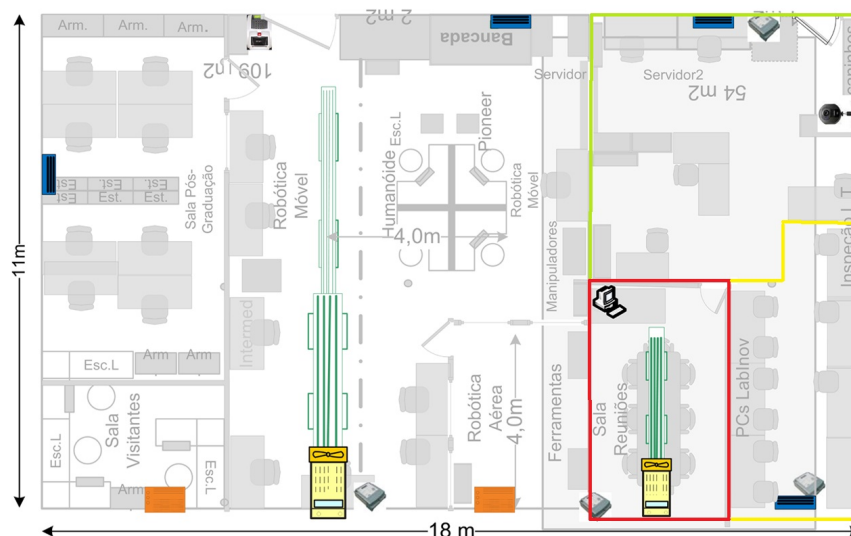 Arm. Arm. Arm.
109 m2
2 m2
Bancada
Servidor
Servidor2
54 m2
Est. Est. Est.
Est. Est. Est.
Sala Pós-
Graduação
Robótica
Móvel
Humanóide
Esc.L
Pioneer
Robótica
Móvel
4,0m
Manipuladores
Inspeção L.T
11m
Intermed
Esc.L
Arm Arm
Esc.L
Sala
Visitantes
Esc.L
Arm
Robótica
Aérea
4,0m
Ferramentas
Sala
Reuniões
PCs LabInov
18 m